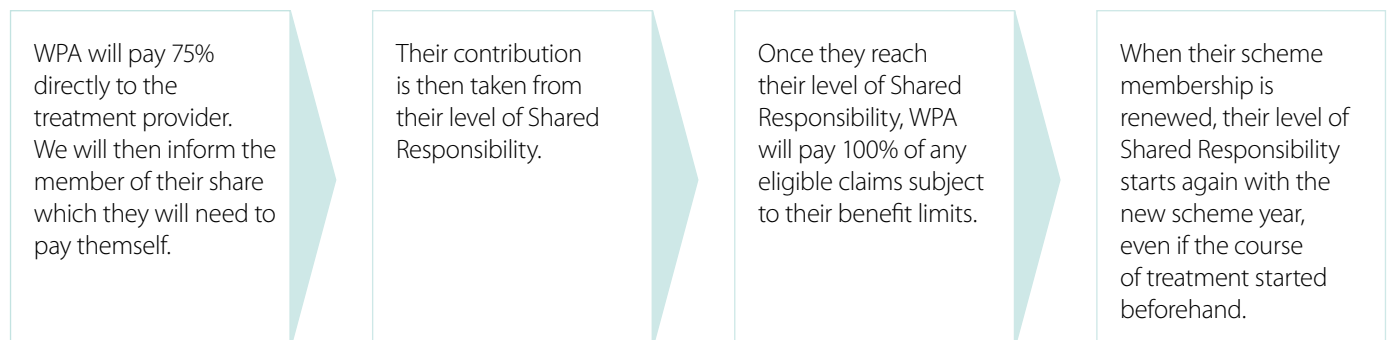 WPA will pay 75%
directly to the
treatment provider.
We will then inform the
member of their share
which they will need to
pay themself.
Their contribution
is then taken from
their level of Shared
Responsibility.
Once they reach
their level of Shared
Responsibility, WPA
will pay 100% of any
eligible claims subject
to their benefit limits.
When their scheme
membership is
renewed, their level of
Shared Responsibility
starts again with the
new scheme year,
even if the course
of treatment started
beforehand.